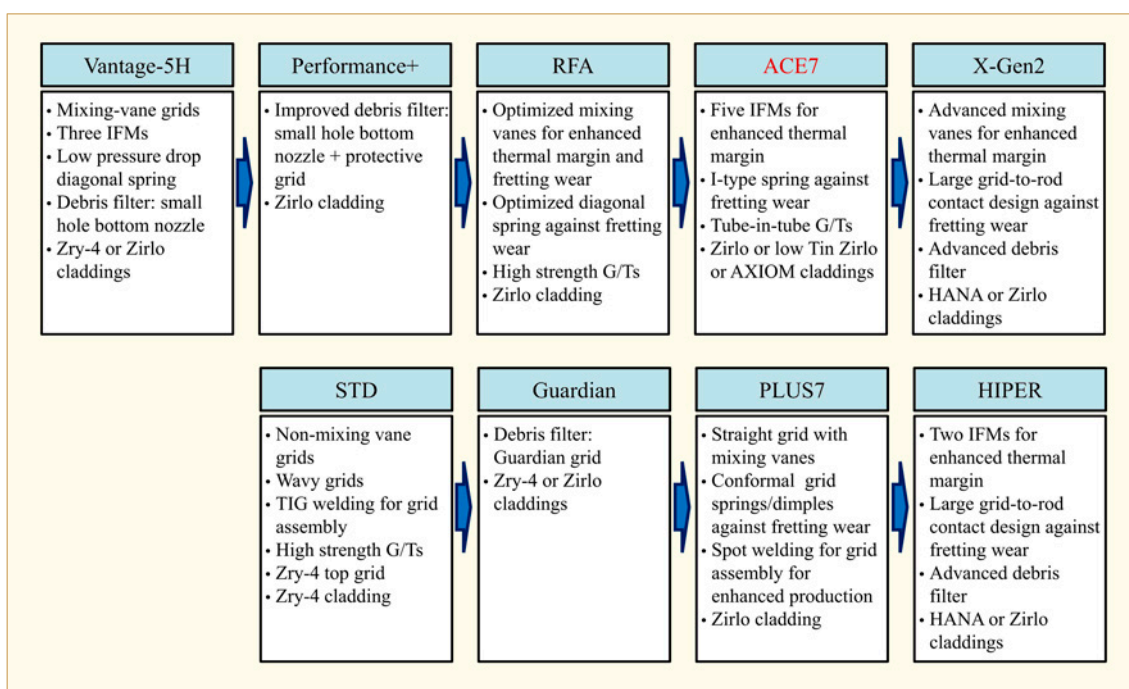 Vantage-5H
• Mixing-vane grids
• Three IFMs
• Low pressure drop
diagonal spring
• Debris filter: small
hole bottom nozzle
• Zry-4 or Zirlo
claddings
Performance+
• Improved debris filter:
small hole bottom
nozzle + protective
grid
• Zirlo cladding
RFA
• Optimized mixing
vanes for enhanced
thermal margin and
fretting wear
• Optimized diagonal
spring against fretting
wear
• High strength G/Ts
• Zirlo cladding
ACE7
• Five IFMs for
enhanced thermal
margin
• I-type spring against
fretting wear
• Tube-in-tube G/Ts
• Zirlo or low Tin Zirlo
or AXIOM claddings
X-Gen2
• Advanced mixing
vanes for enhanced
thermal margin
• Large grid-to-rod
contact design against
fretting wear
• Advanced debris
filter
• HANA or Zirlo
claddings
STD
• Non-mixing vane
grids
• Wavy grids
• TIG welding for grid
assembly
• High strength G/Ts
• Zry-4 top grid
• Zry-4 cladding
Guardian
• Debris filter:
Guardian grid
• Zry-4 or Zirlo
claddings
PLUS7
• Straight grid with
mixing vanes
• Conformal grid
springs/dimples
against fretting wear
• Spot welding for grid
assembly for
enhanced production
• Zirlo cladding
HIPER
• Two IFMs for
enhanced thermal
margin
• Large grid-to-rod
contact design against
fretting wear
• Advanced debris
filter
• HANA or Zirlo
claddings